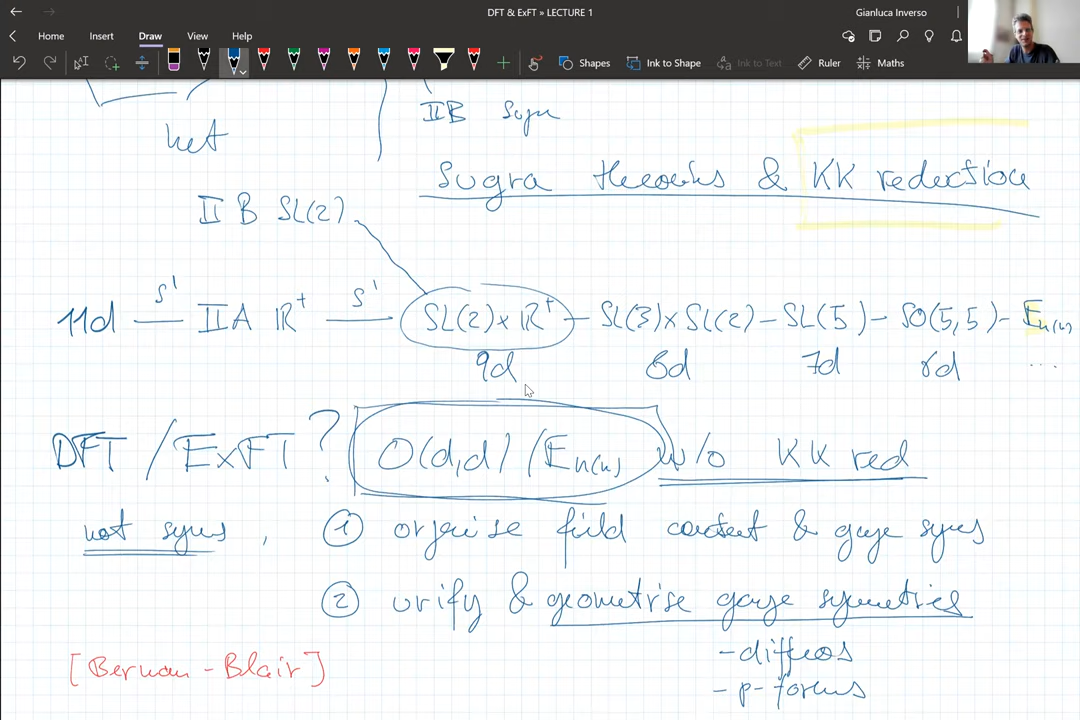 DFT & ExFT » LECTURE 1
Gianluca Inverso
Home Insert Draw View Help
Shapes Ink to Shape Ink to Text Ruler Maths
het
IIB sugra
Sugra theories & KK reduction
IIB SL(2)
11d —S¹— IIA ℝ⁺ —S¹— SL(2)×ℝ⁺ – SL(3)×SL(2) – SL(5) – SO(5,5) – En(n)
9d 8d 7d 6d ...
DFT / ExFT ? O(d,d) / En(n) w/o KK red
not syms , ① organise field content & gauge syms
② unify & geometrise gauge symmetries
- diffeos
[Berman - Blair]
- p-forms